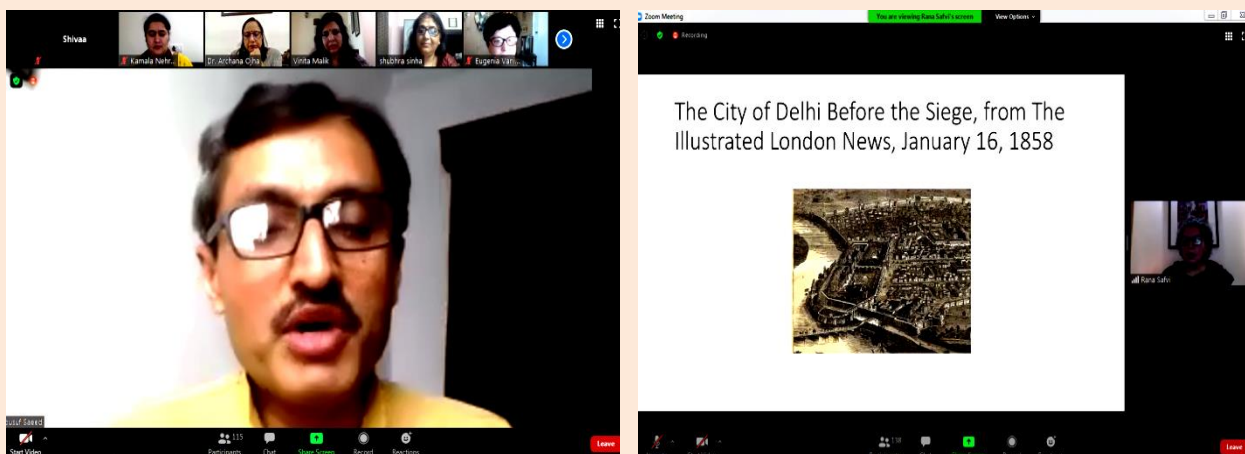 Shivaa
Kamala Nehr...
Dr. Archana Ojha
Vinita Malik
shubhra sinha
Eugenia Van...
ousuf Saeed
Start Video
115
Participants
Chat
Share Screen
Record
Reactions
Leave
Zoom Meeting
You are viewing Rana Safvi's screen
View Options
Recording
The City of Delhi Before the Siege, from The
Illustrated London News, January 16, 1858
Rana Safvi
118
Leave